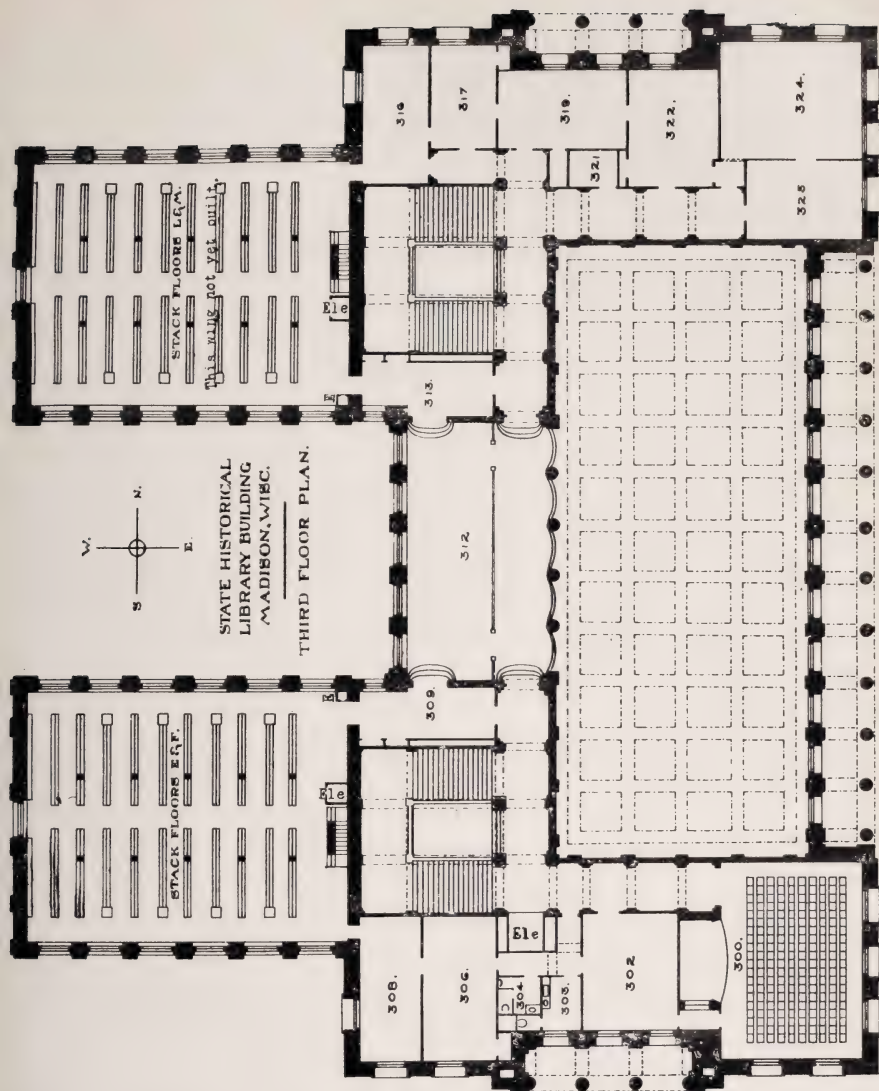 STATE HISTORICAL
LIBRARY BUILDING
MADISON, WISC.
THIRD FLOOR PLAN.
W.
N.
S
E.
STACK FLOORS L&M.
This wing not yet built.
Ele
STACK FLOORS E&F.
Ele
Ele
316
317
319.
321
322.
324.
323
313.
312
309.
308.
306.
304.
303.
302
300.